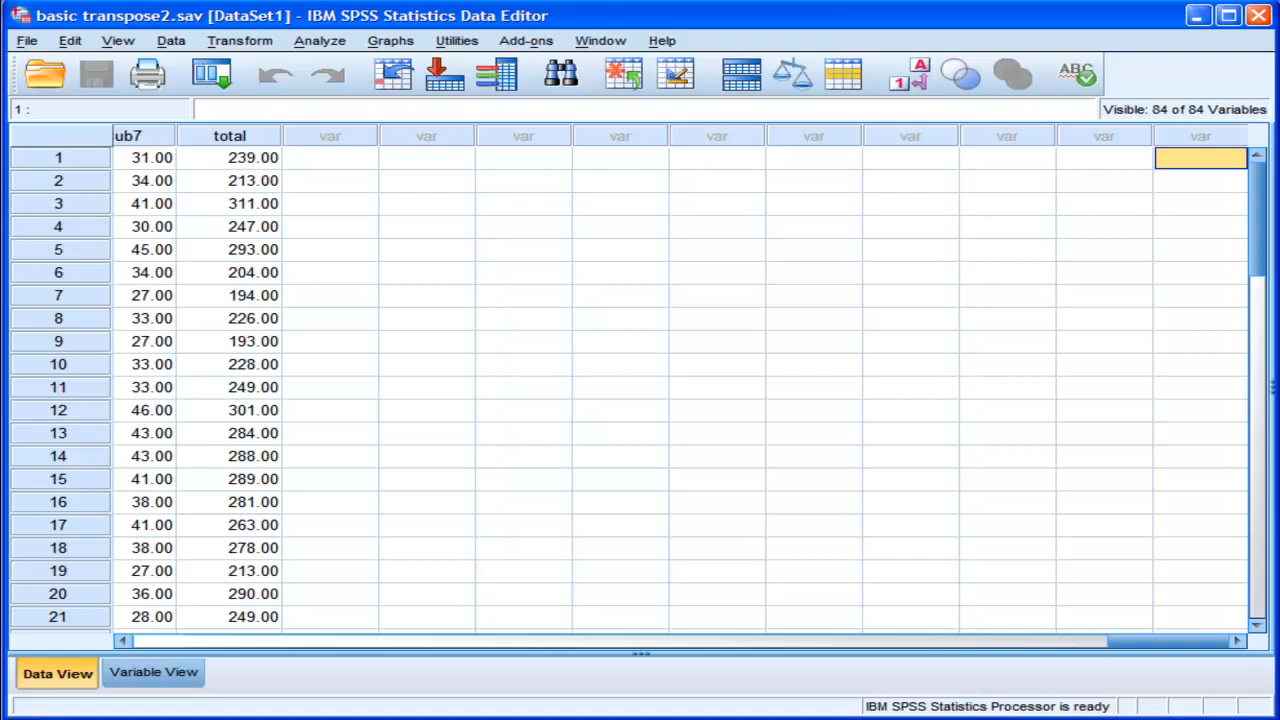 basic transpose2.sav [DataSet1] - IBM SPSS Statistics Data Editor
File Edit View Data Transform Analyze Graphs Utilities Add-ons Window Help
A
1
ABC
1 :
Visible: 84 of 84 Variables
ub7 total var var var var var var var var var var
1 31.00 239.00
2 34.00 213.00
3 41.00 311.00
4 30.00 247.00
5 45.00 293.00
6 34.00 204.00
7 27.00 194.00
8 33.00 226.00
9 27.00 193.00
10 33.00 228.00
11 33.00 249.00
12 46.00 301.00
13 43.00 284.00
14 43.00 288.00
15 41.00 289.00
16 38.00 281.00
17 41.00 263.00
18 38.00 278.00
19 27.00 213.00
20 36.00 290.00
21 28.00 249.00
Data View Variable View
IBM SPSS Statistics Processor is ready